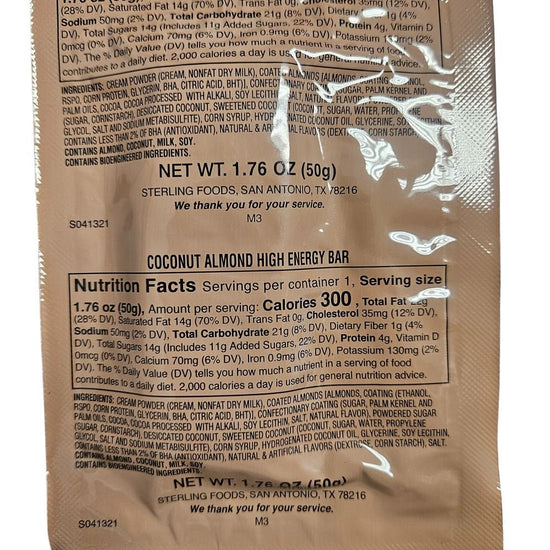 (28% DV), Saturated Fat 14g (70% DV), Trans Fat 0g, Cholesterol 35mg (12% DV),
Sodium 50mg (2% DV), Total Carbohydrate 21g (8% DV), Dietary 1g (4%
DV), Total Sugars 14g (Includes 11g Added Sugars, 22% DV), Protein 4g, Vitamin D
0mcg (0% DV), Calcium 70mg (6% DV), Iron 0.9mg (6% DV), Potassium (2%
DV). The % Daily Value (DV) tells you how much a nutrient in a serving of food
contributes to a daily diet. 2,000 calories a day is used for general advice.
INGREDIENTS: CREAM POWDER (CREAM, NONFAT DRY MILK), COATED ALMONDS (ALMONDS,
RSPO, CORN PROTEIN, GLYCERIN, BHA, CITRIC ACID, BHT)), CONFECTIONARY SUGAR, PALM KERNEL AND
PALM OILS, COCOA, COCOA PROCESSED WITH ALKALI, SOY LECITHIN, SALT,
(SUGAR, CORNSTARCH), DESICCATED COCONUT, SWEETENED SUGAR, WATER,
GLYCOL, SALT AND SODIUM METABISULFITE), CORN SYRUP, COCONUT OIL, GLYCERINE, SOY
CONTAINS LESS THAN 2% OF BHA (ANTIOXIDANT), NATURAL & FLAVORS CORN
CONTAINS ALMOND, COCONUT, MILK, SOY.
CONTAINS BIOENGINEERED INGREDIENTS.
NET WT. 1.76 OZ (50g)
STERLING FOODS, SAN ANTONIO, TX 78216
We thank you for your service.
S041321 M3
COCONUT ALMOND HIGH ENERGY BAR
Nutrition Facts Servings per container 1, Serving size
1.76 oz (50g), Amount per serving: Calories 300, Total Fat 22g
(28% DV), Saturated Fat 14g (70% DV), Trans Fat 0g, Cholesterol 35mg (12% DV),
Sodium 50mg (2% DV), Total Carbohydrate 21g (8% DV), Dietary Fiber 1g (4%
DV), Total Sugars 14g (Includes 11g Added Sugars, 22% DV), Protein 4g, Vitamin D
0mcg (0% DV), Calcium 70mg (6% DV), Iron 0.9mg (6% DV), Potassium 130mg (2%
DV). The % Daily Value (DV) tells you how much a nutrient in a serving of food
contributes to a daily diet. 2,000 calories a day is used for general nutrition advice.
INGREDIENTS: CREAM POWDER (CREAM, NONFAT DRY MILK), COATED ALMONDS [ALMONDS, COATING (ETHANOL,
RSPO, CORN PROTEIN, GLYCERIN, BHA, CITRIC ACID, BHT)], CONFECTIONARY COATING (SUGAR, PALM KERNEL AND
PALM OILS, COCOA, COCOA PROCESSED WITH ALKALI, SOY LECITHIN, SALT, NATURAL FLAVOR), POWDERED SUGAR
(SUGAR, CORNSTARCH), DESICCATED COCONUT, SWEETENED COCONUT (COCONUT, SUGAR, WATER, PROPYLENE
GLYCOL, SALT AND SODIUM METABISULFITE), CORN SYRUP, HYDROGENATED COCONUT OIL, GLYCERINE, SOY LECITHIN,
CONTAINS LESS THAN 2% OF BHA (ANTIOXIDANT), NATURAL & ARTIFICIAL FLAVORS (DEXTROSE, CORN STARCH), SALT.
CONTAINS ALMOND, COCONUT, MILK, SOY.
CONTAINS BIOENGINEERED INGREDIENTS.
NET WT. 1.76 OZ (50g)
STERLING FOODS, SAN ANTONIO, TX 78216
We thank you for your service.
S041321 M3